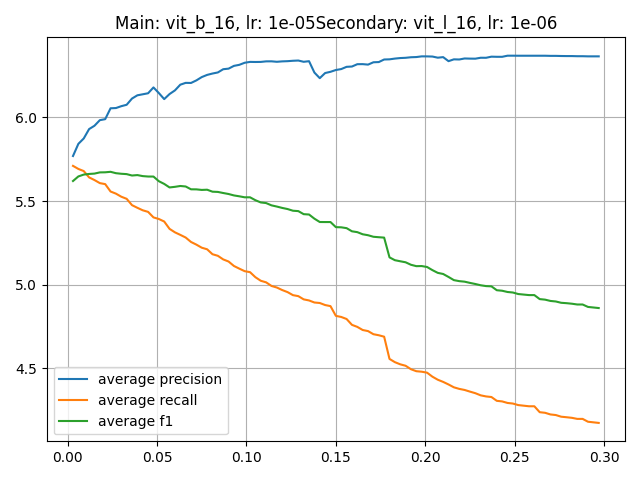 Main: vit_b_16, lr: 1e-05Secondary: vit_l_16, lr: 1e-06
6.0
5.5
5.0
4.5
average precision
average recall
average f1
0.00 0.05 0.10 0.15 0.20 0.25 0.30